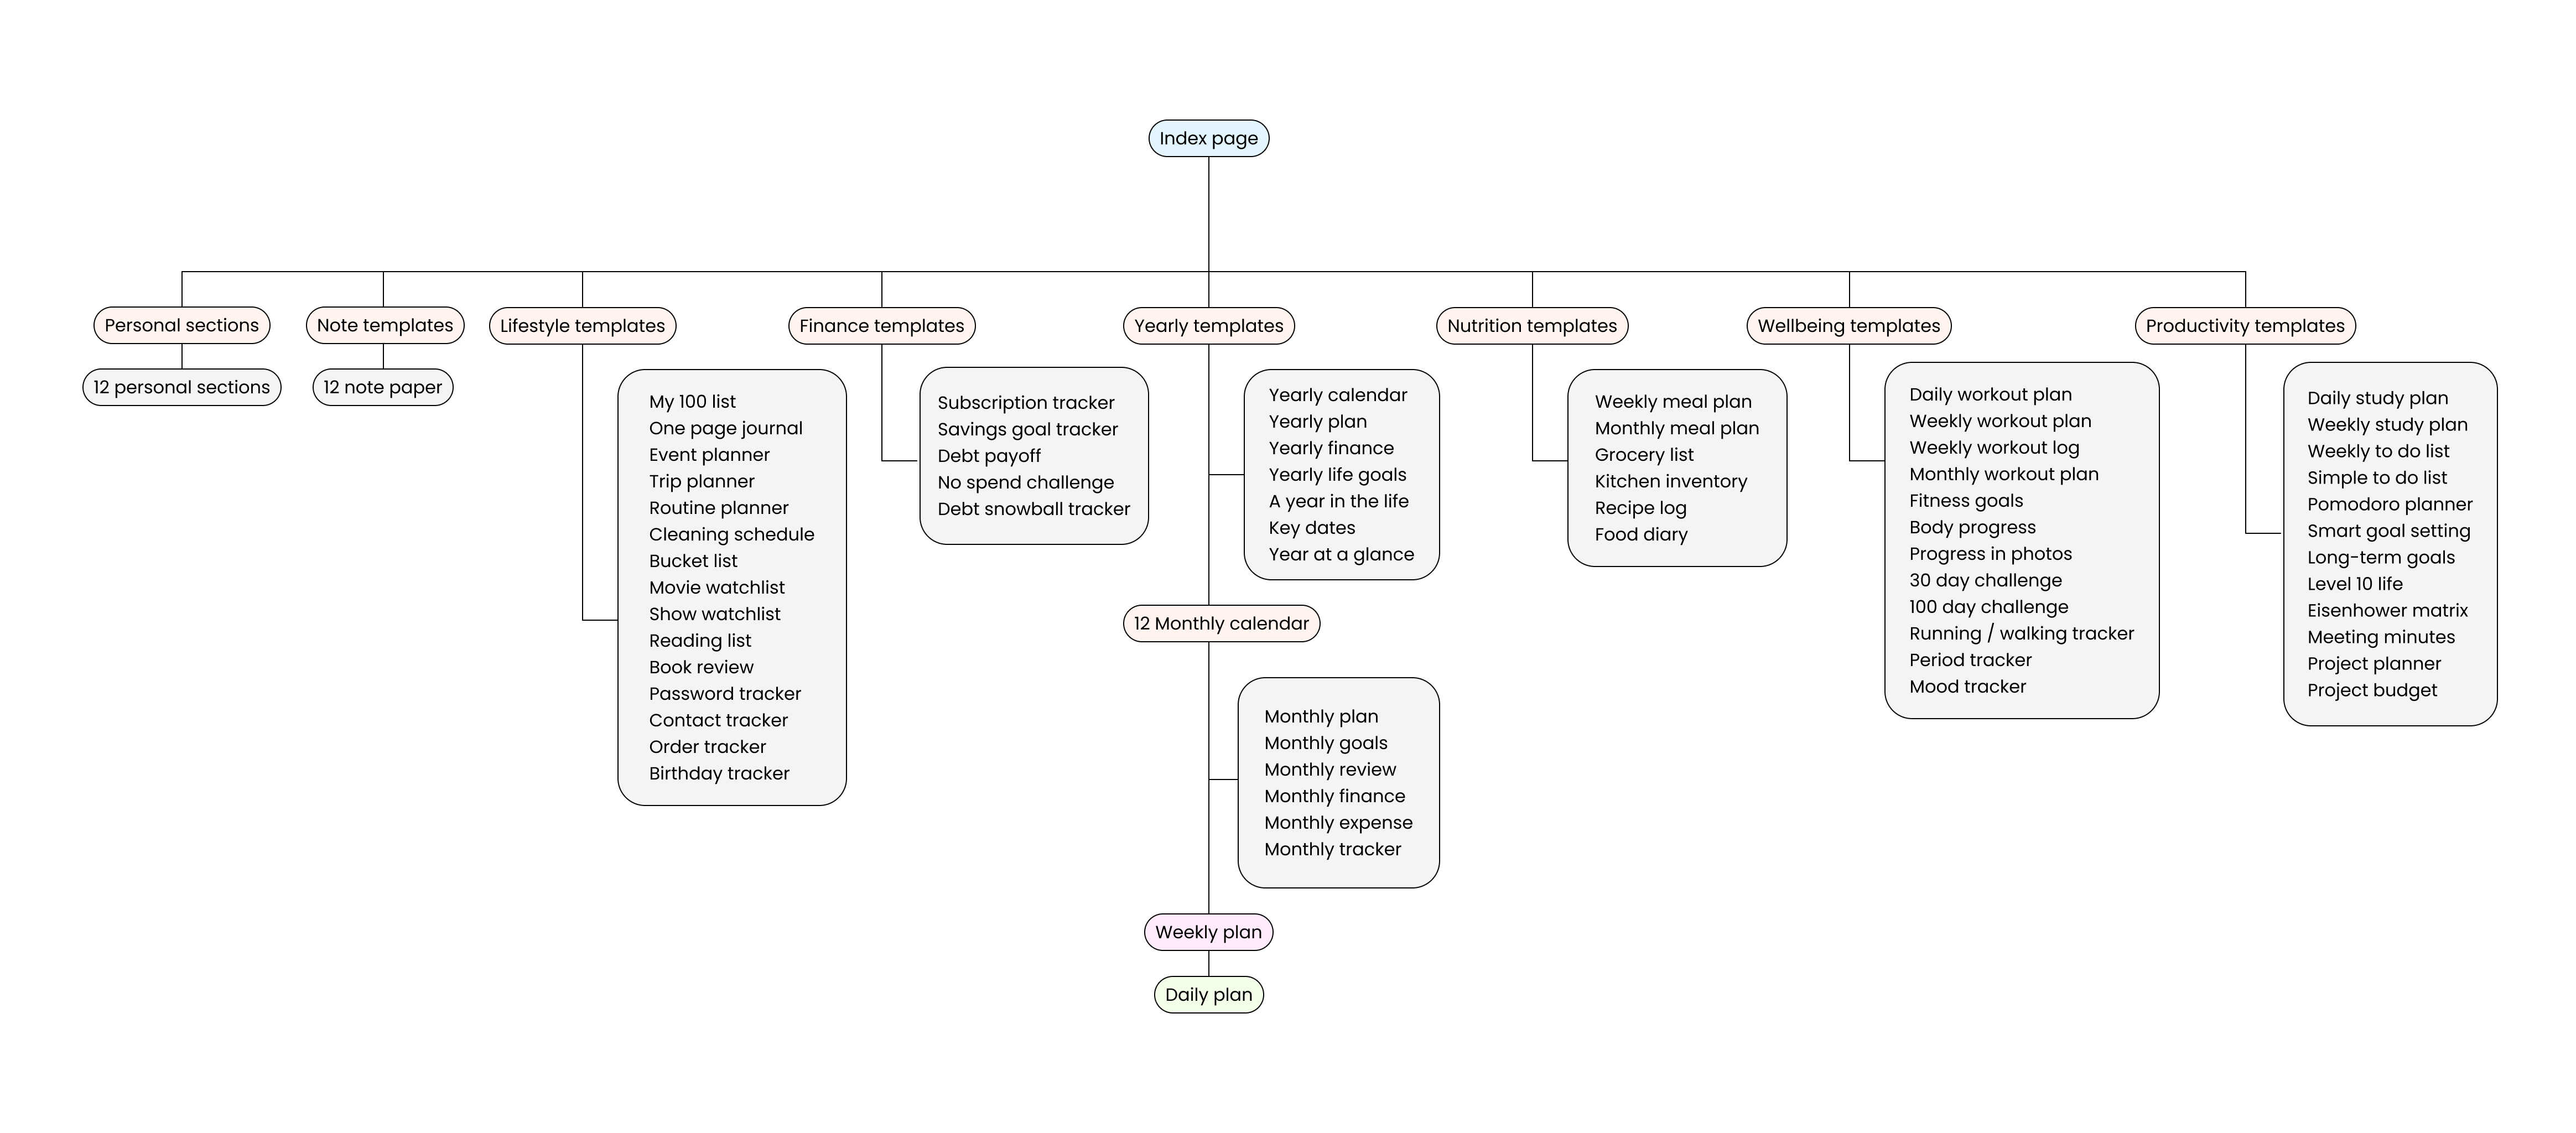 Index page
Personal sections
12 personal sections
Note templates
12 note paper
Lifestyle templates
My 100 list
One page journal
Event planner
Trip planner
Routine planner
Cleaning schedule
Bucket list
Movie watchlist
Show watchlist
Reading list
Book review
Password tracker
Contact tracker
Order tracker
Birthday tracker
Finance templates
Subscription tracker
Savings goal tracker
Debt payoff
No spend challenge
Debt snowball tracker
Yearly templates
Yearly calendar
Yearly plan
Yearly finance
Yearly life goals
A year in the life
Key dates
Year at a glance
12 Monthly calendar
Monthly plan
Monthly goals
Monthly review
Monthly finance
Monthly expense
Monthly tracker
Weekly plan
Daily plan
Nutrition templates
Weekly meal plan
Monthly meal plan
Grocery list
Kitchen inventory
Recipe log
Food diary
Wellbeing templates
Daily workout plan
Weekly workout plan
Weekly workout log
Monthly workout plan
Fitness goals
Body progress
Progress in photos
30 day challenge
100 day challenge
Running / walking tracker
Period tracker
Mood tracker
Productivity templates
Daily study plan
Weekly study plan
Weekly to do list
Simple to do list
Pomodoro planner
Smart goal setting
Long-term goals
Level 10 life
Eisenhower matrix
Meeting minutes
Project planner
Project budget